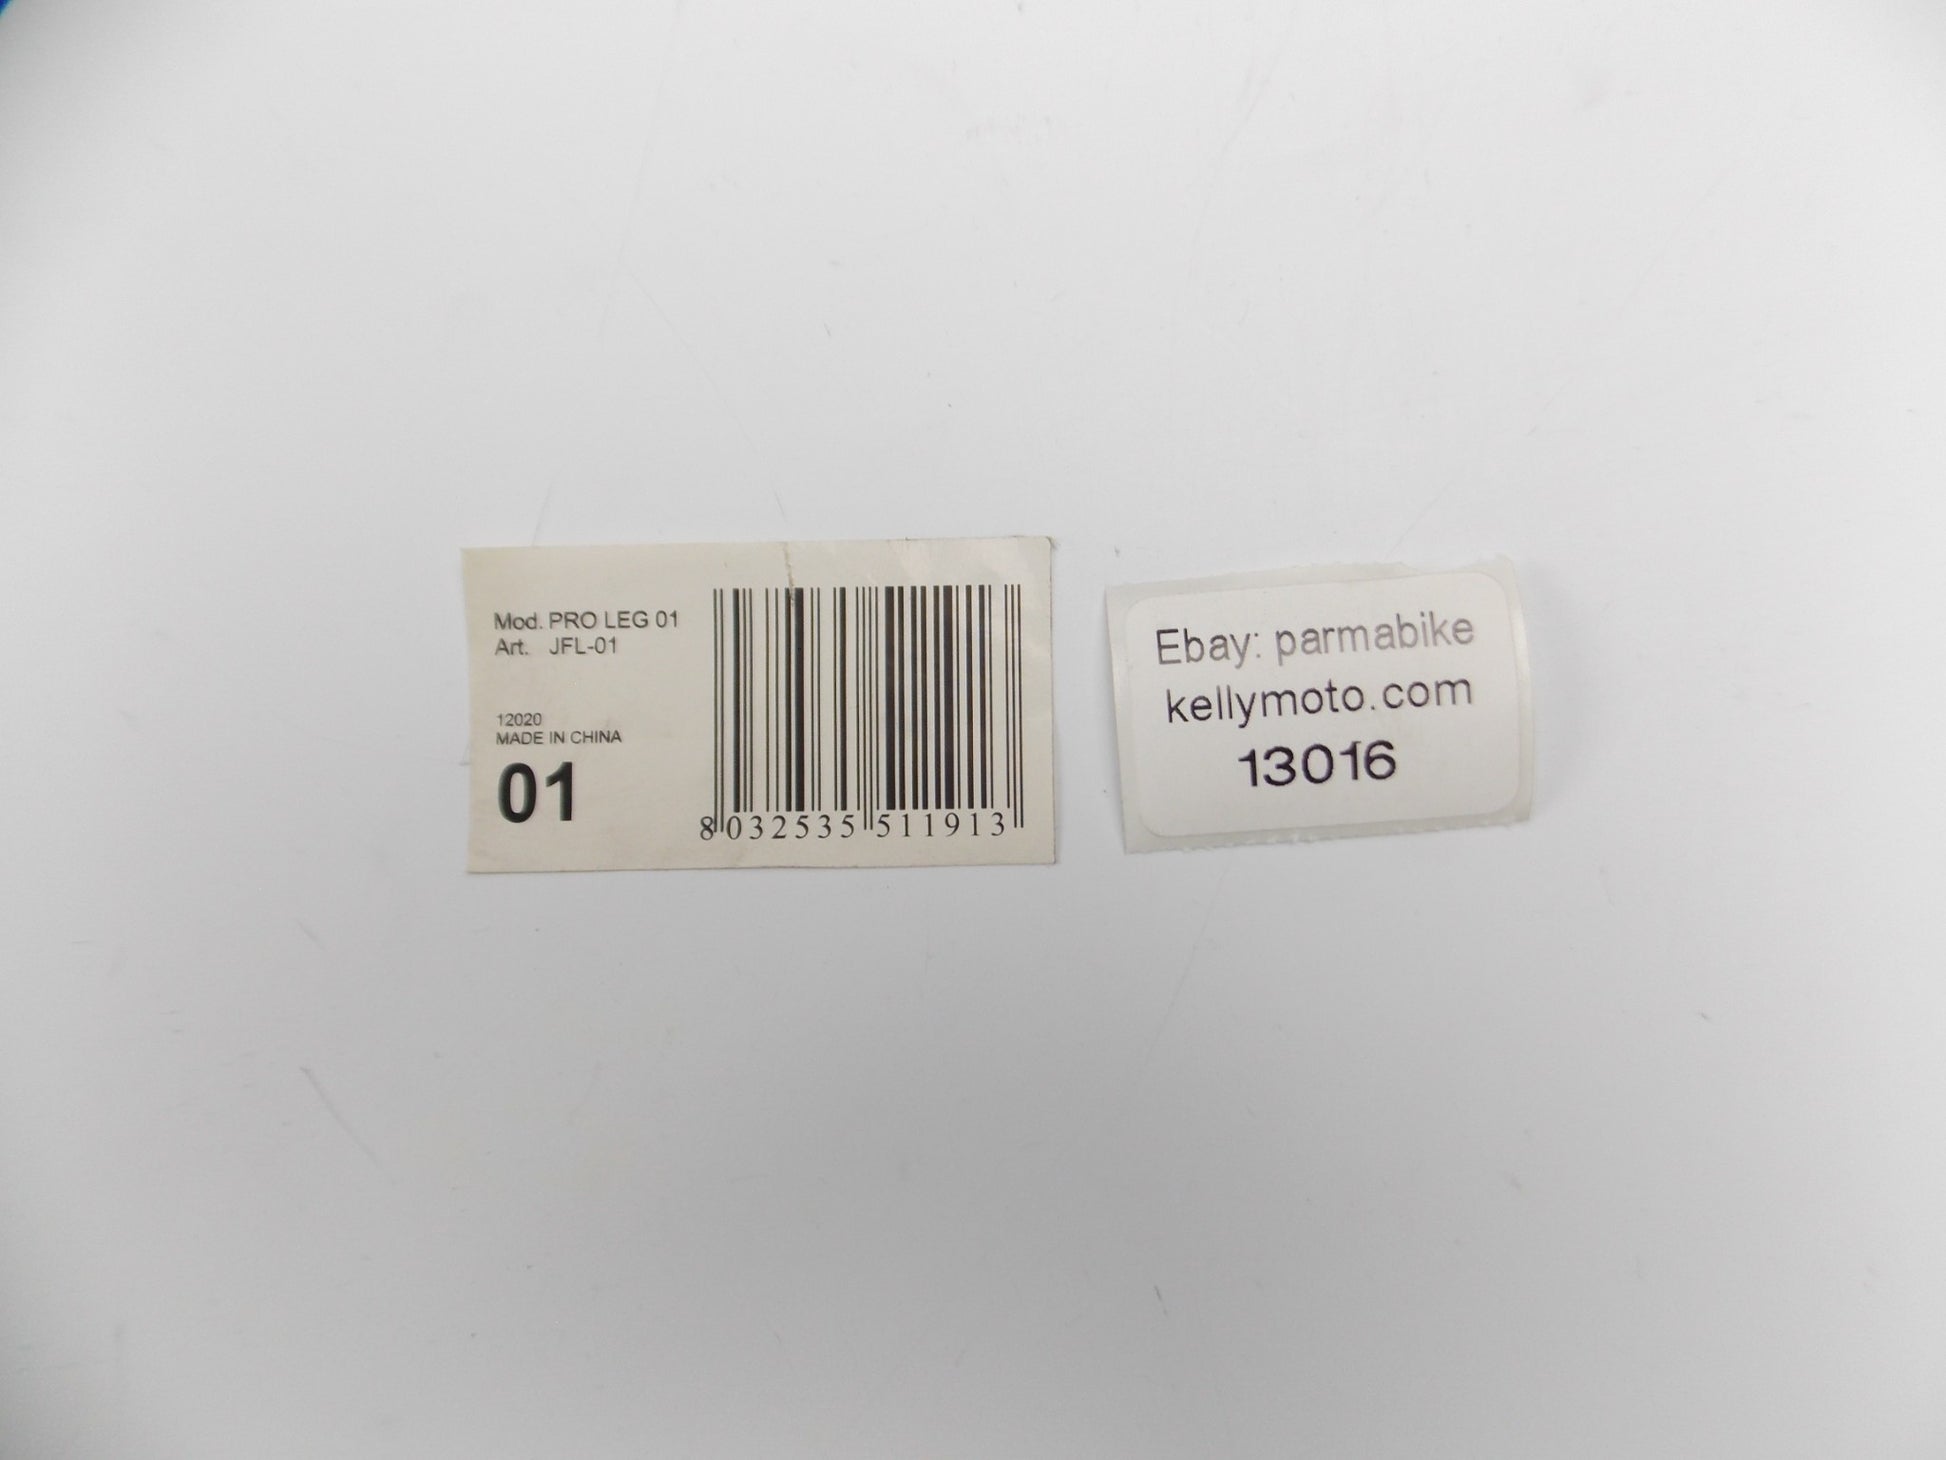 Mod. PRO LEG 01
Art. JFL-01
12020
MADE IN CHINA
01
8 032535 511913
Ebay: parmabike
kellymoto.com
13016